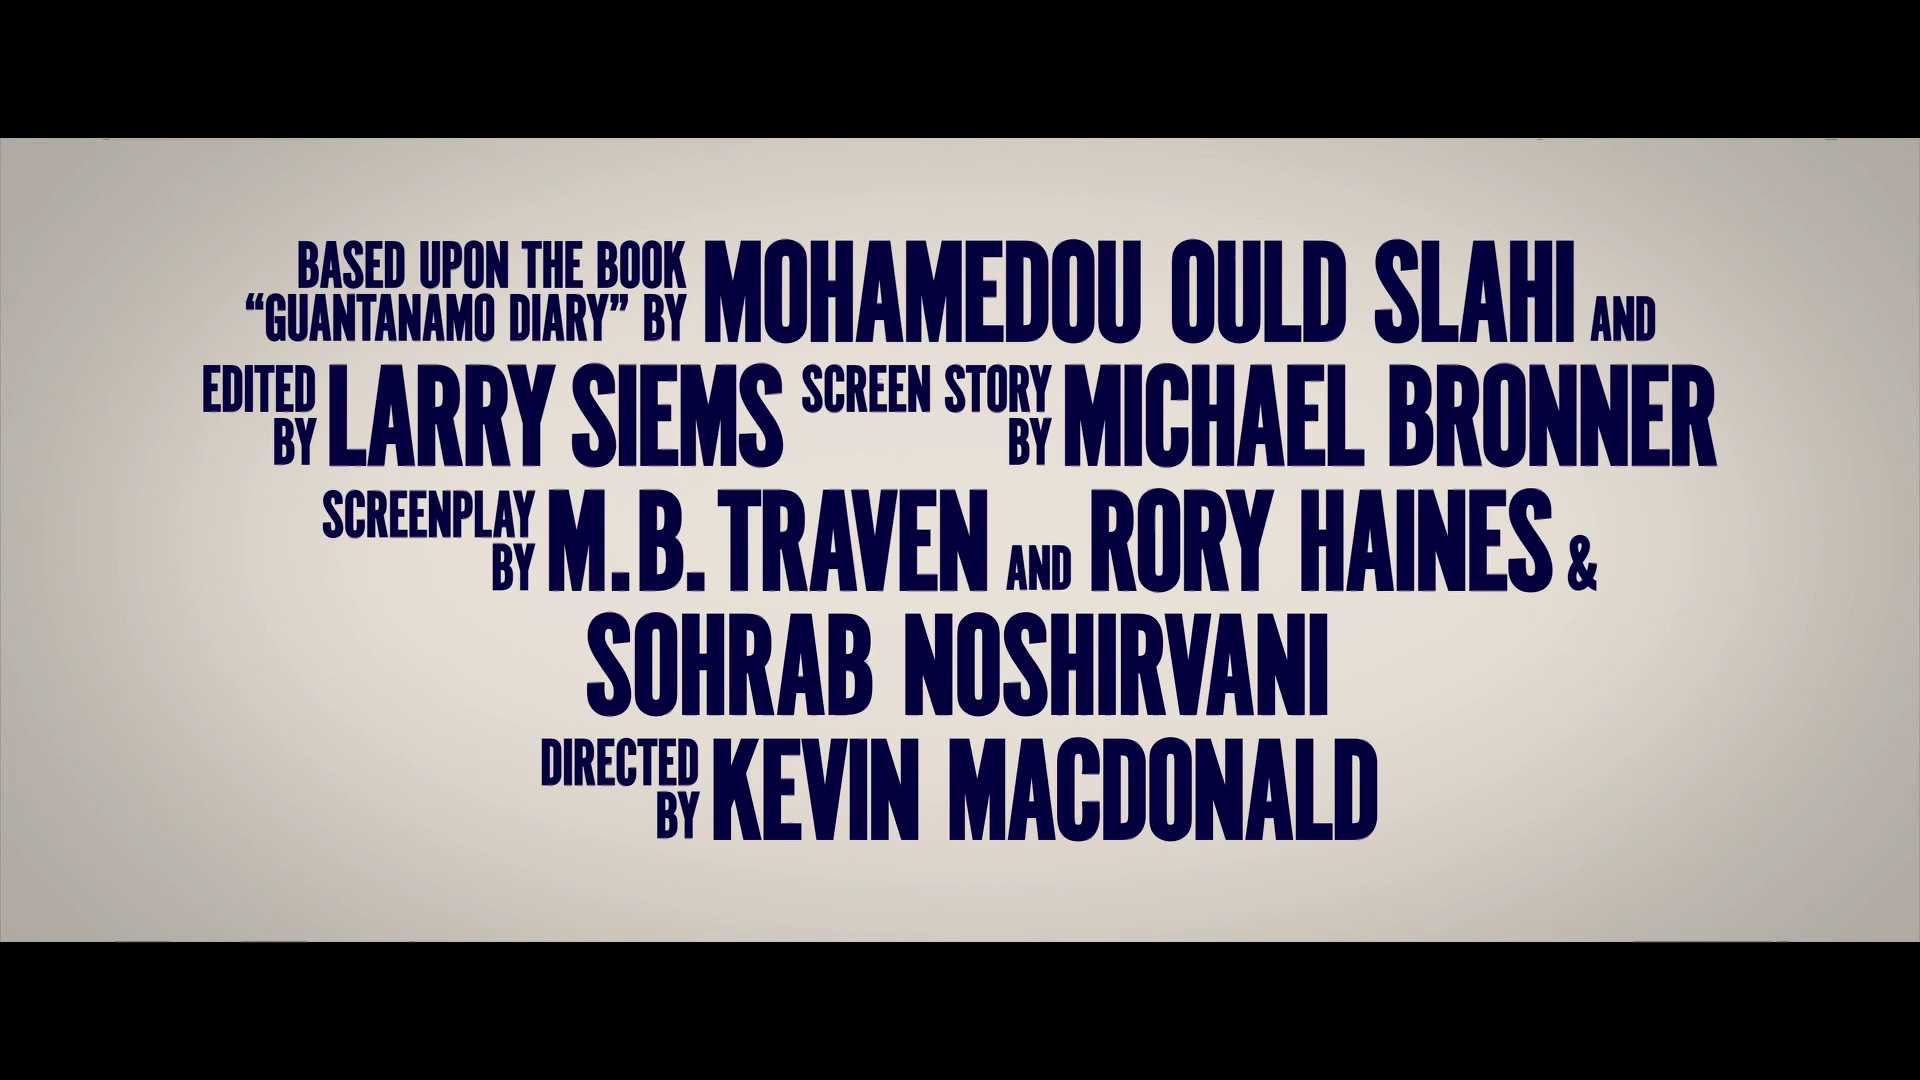 BASED UPON THE BOOK
“GUANTANAMO DIARY” BY MOHAMEDOU OULD SLAHI AND
EDITED BY LARRY SIEMS SCREEN STORY BY MICHAEL BRONNER
SCREENPLAY BY M.B. TRAVEN AND RORY HAINES &
SOHRAB NOSHIRVANI
DIRECTED BY KEVIN MACDONALD